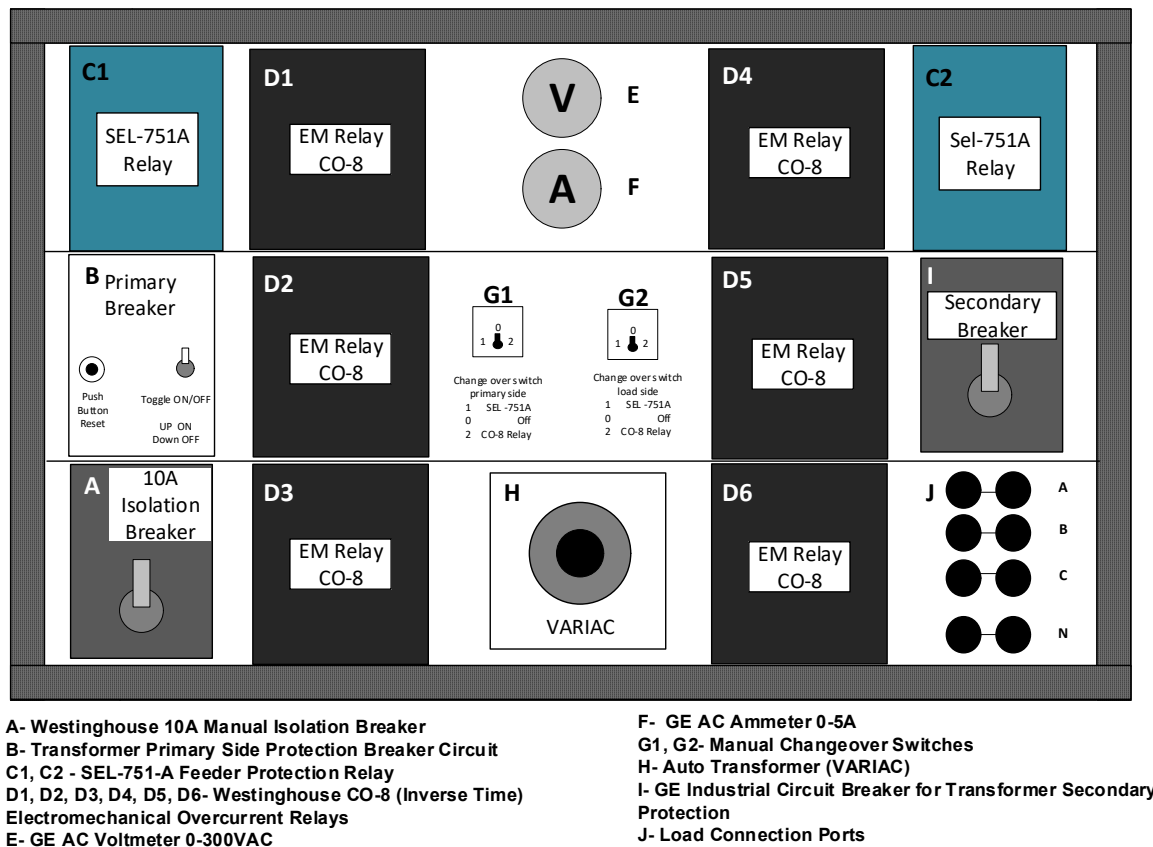 C1
SEL-751A
Relay
D1
EM Relay
CO-8
V
E
A
F
D4
EM Relay
CO-8
C2
Sel-751A
Relay
B
Primary
Breaker
Push
Button
Reset
Toggle ON/OFF
UP ON
Down OFF
D2
EM Relay
CO-8
G1
0
1 2
Change over switch
primary side
1 SEL -751A
0 Off
2 CO-8 Relay
G2
0
1 2
Change over switch
load side
1 SEL -751A
0 Off
2 CO-8 Relay
D5
EM Relay
CO-8
I
Secondary
Breaker
A
10A
Isolation
Breaker
D3
EM Relay
CO-8
H
VARIAC
D6
EM Relay
CO-8
J
A
B
C
N
A- Westinghouse 10A Manual Isolation Breaker
B- Transformer Primary Side Protection Breaker Circuit
C1, C2 - SEL-751-A Feeder Protection Relay
D1, D2, D3, D4, D5, D6- Westinghouse CO-8 (Inverse Time)
Electromechanical Overcurrent Relays
E- GE AC Voltmeter 0-300VAC
F- GE AC Ammeter 0-5A
G1, G2- Manual Changeover Switches
H- Auto Transformer (VARIAC)
I- GE Industrial Circuit Breaker for Transformer Secondary
Protection
J- Load Connection Ports